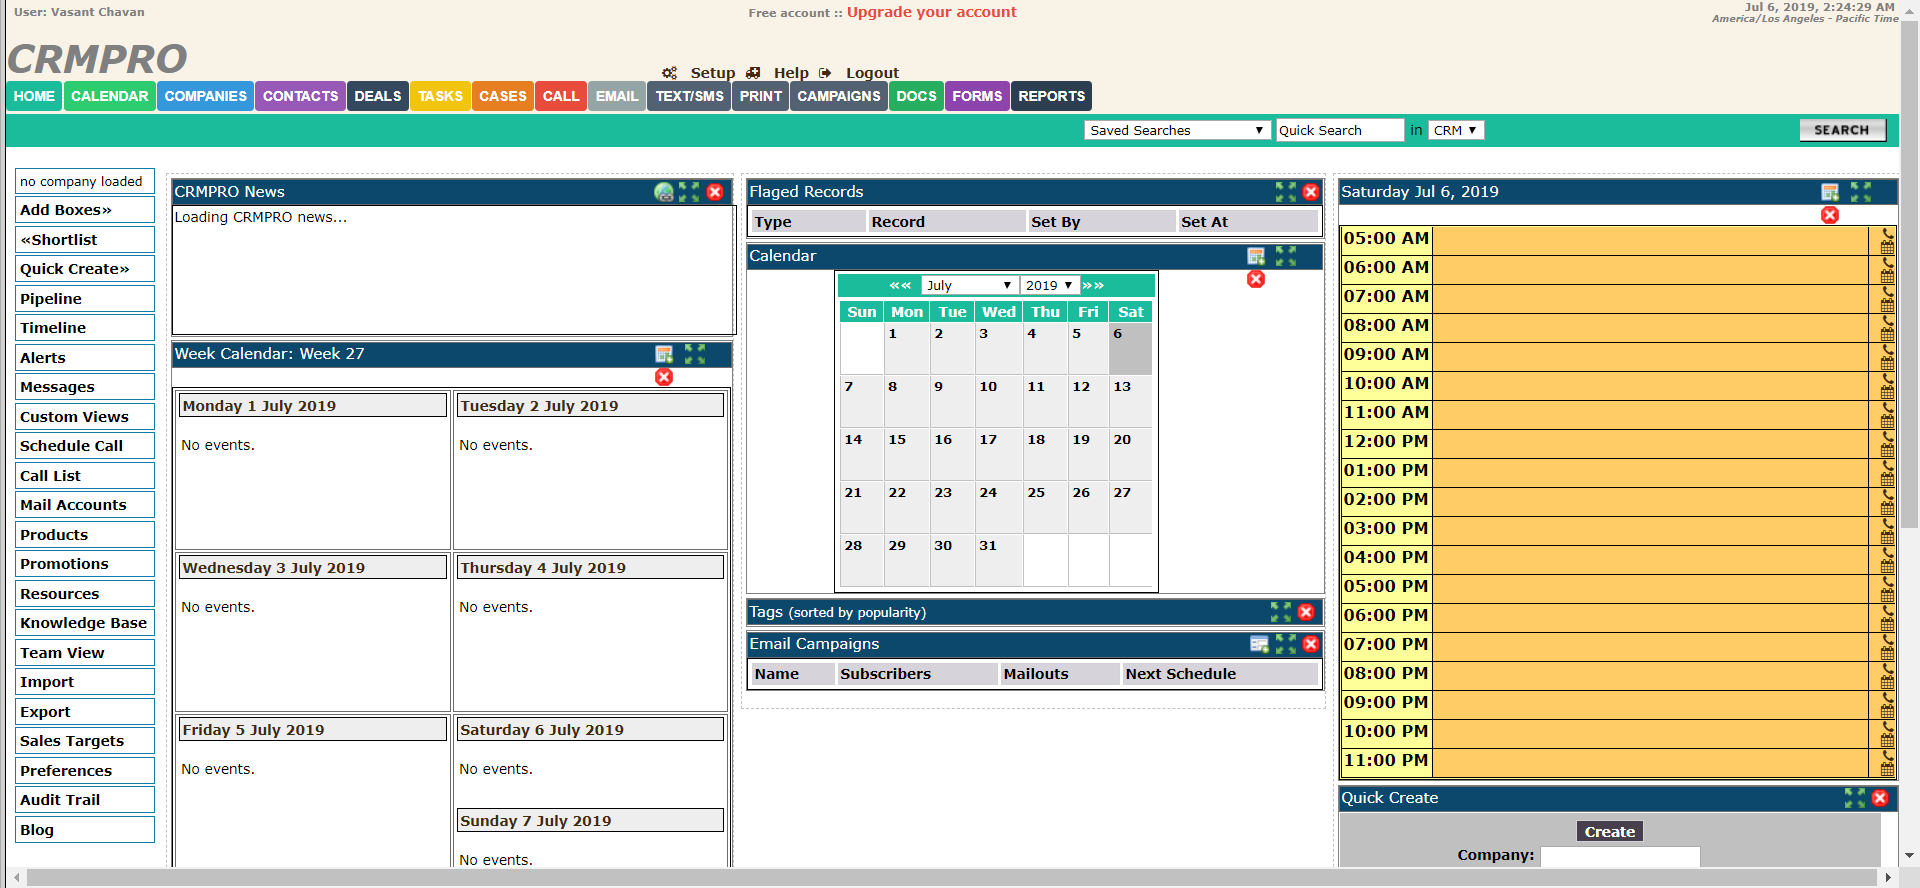 User: Vasant Chavan
Free account :: Upgrade your account
Jul 6, 2019, 2:24:29 AM
America/Los Angeles - Pacific Time
CRMPRO
Setup Help Logout
HOME CALENDAR COMPANIES CONTACTS DEALS TASKS CASES CALL EMAIL TEXT/SMS PRINT CAMPAIGNS DOCS FORMS REPORTS
Saved Searches Quick Search in CRM SEARCH
no company loaded
Add Boxes»
«Shortlist
Quick Create»
Pipeline
Timeline
Alerts
Messages
Custom Views
Schedule Call
Call List
Mail Accounts
Products
Promotions
Resources
Knowledge Base
Team View
Import
Export
Sales Targets
Preferences
Audit Trail
Blog
CRMPRO News
Loading CRMPRO news...
Week Calendar: Week 27
Monday 1 July 2019
No events.
Tuesday 2 July 2019
No events.
Wednesday 3 July 2019
No events.
Thursday 4 July 2019
No events.
Friday 5 July 2019
No events.
Saturday 6 July 2019
No events.
Sunday 7 July 2019
No events.
Flaged Records
Type Record Set By Set At
Calendar
«« July 2019 »»
Sun Mon Tue Wed Thu Fri Sat
1 2 3 4 5 6
7 8 9 10 11 12 13
14 15 16 17 18 19 20
21 22 23 24 25 26 27
28 29 30 31
Tags (sorted by popularity)
Email Campaigns
Name Subscribers Mailouts Next Schedule
Saturday Jul 6, 2019
05:00 AM
06:00 AM
07:00 AM
08:00 AM
09:00 AM
10:00 AM
11:00 AM
12:00 PM
01:00 PM
02:00 PM
03:00 PM
04:00 PM
05:00 PM
06:00 PM
07:00 PM
08:00 PM
09:00 PM
10:00 PM
11:00 PM
Quick Create
Create
Company: